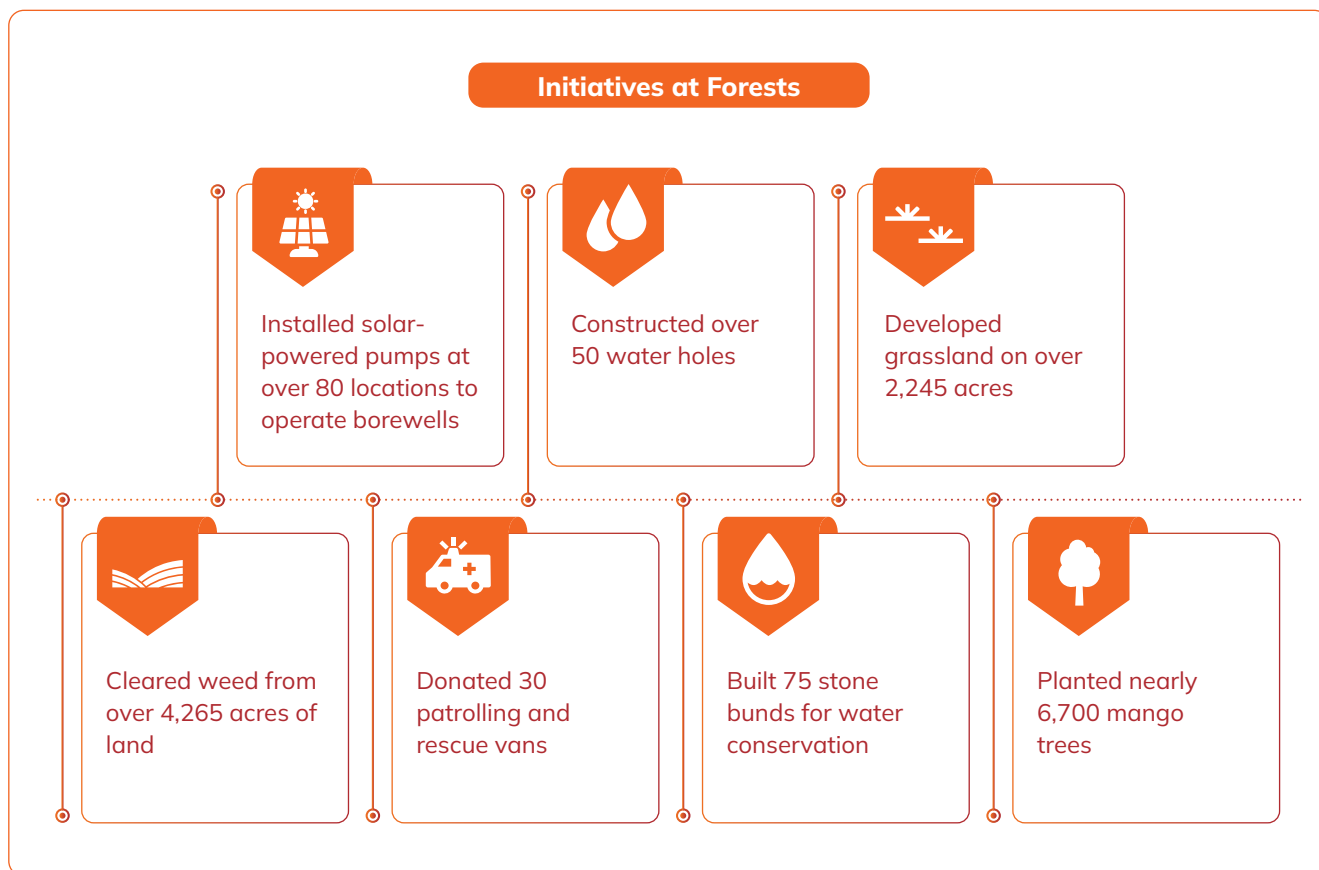 Initiatives at Forests
Installed solar-
powered pumps at
over 80 locations to
operate borewells
Constructed over
50 water holes
Developed
grassland on over
2,245 acres
Cleared weed from
over 4,265 acres of
land
Donated 30
patrolling and
rescue vans
Built 75 stone
bunds for water
conservation
Planted nearly
6,700 mango
trees